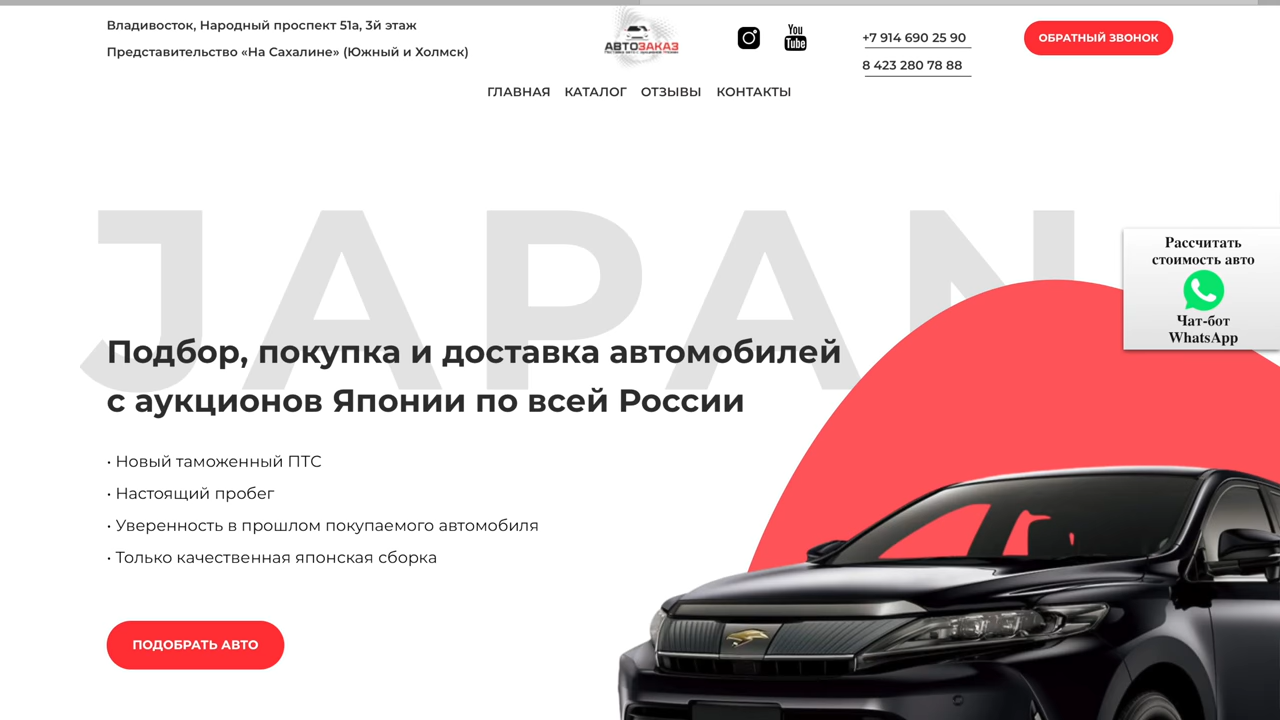 Владивосток, Народный проспект 51а, 3й этаж
Представительство «На Сахалине» (Южный и Холмск)
АВТОЗАКАЗ
You
Tube
+7 914 690 25 90
8 423 280 78 88
ОБРАТНЫЙ ЗВОНОК
ГЛАВНАЯ КАТАЛОГ ОТЗЫВЫ КОНТАКТЫ
JAPAN
Рассчитать
стоимость авто
Чат-бот
WhatsApp
Подбор, покупка и доставка автомобилей
с аукционов Японии по всей России
• Новый таможенный ПТС
• Настоящий пробег
• Уверенность в прошлом покупаемого автомобиля
• Только качественная японская сборка
ПОДОБРАТЬ АВТО